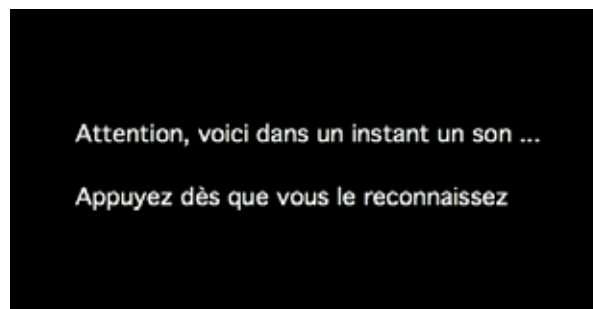 Attention, voici dans un instant un son ...
Appuyez dès que vous le reconnaissez